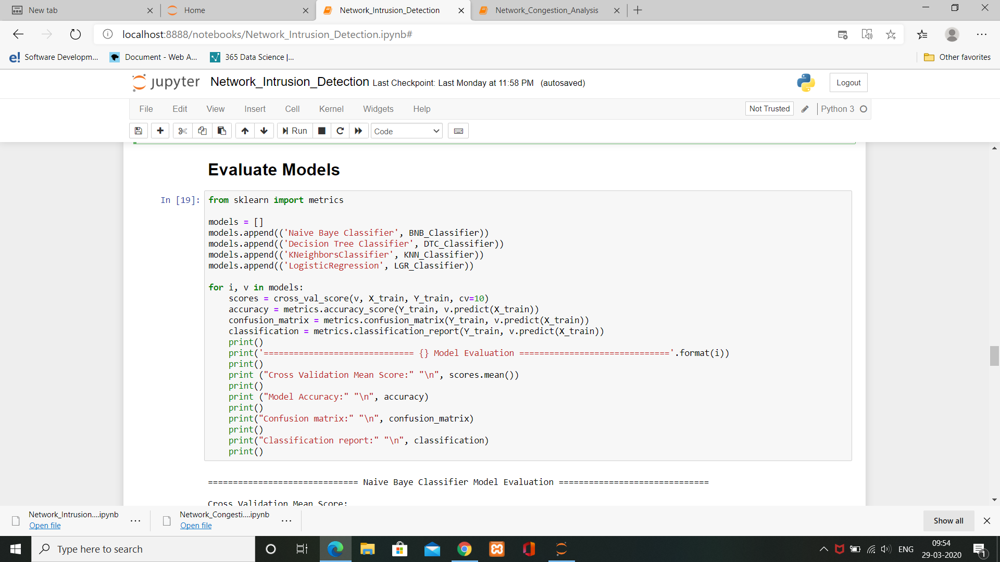 New tab
Home
Network_Intrusion_Detection
Network_Congestion_Analysis
localhost:8888/notebooks/Network_Intrusion_Detection.ipynb#
e! Software Developm...
Document - Web A...
365 Data Science |...
Other favorites
jupyter Network_Intrusion_Detection Last Checkpoint: Last Monday at 11:58 PM (autosaved)
Logout
File Edit View Insert Cell Kernel Widgets Help
Not Trusted
Python 3
Run
Code
Evaluate Models
In [19]: from sklearn import metrics
models = []
models.append(('Naive Baye Classifier', BNB_Classifier))
models.append(('Decision Tree Classifier', DTC_Classifier))
models.append(('KNeighborsClassifier', KNN_Classifier))
models.append(('LogisticRegression', LGR_Classifier))
for i, v in models:
    scores = cross_val_score(v, X_train, Y_train, cv=10)
    accuracy = metrics.accuracy_score(Y_train, v.predict(X_train))
    confusion_matrix = metrics.confusion_matrix(Y_train, v.predict(X_train))
    classification = metrics.classification_report(Y_train, v.predict(X_train))
    print()
    print('============================== {} Model Evaluation =============================='.format(i))
    print()
    print ("Cross Validation Mean Score:" "\n", scores.mean())
    print()
    print ("Model Accuracy:" "\n", accuracy)
    print()
    print("Confusion matrix:" "\n", confusion_matrix)
    print()
    print("Classification report:" "\n", classification)
    print()
============================== Naive Baye Classifier Model Evaluation ==============================
Cross Validation Mean Score:
Network_Intrusion....ipynb
Open file
Network_Congesti....ipynb
Open file
Show all
Type here to search
ENG
09:54
29-03-2020
1